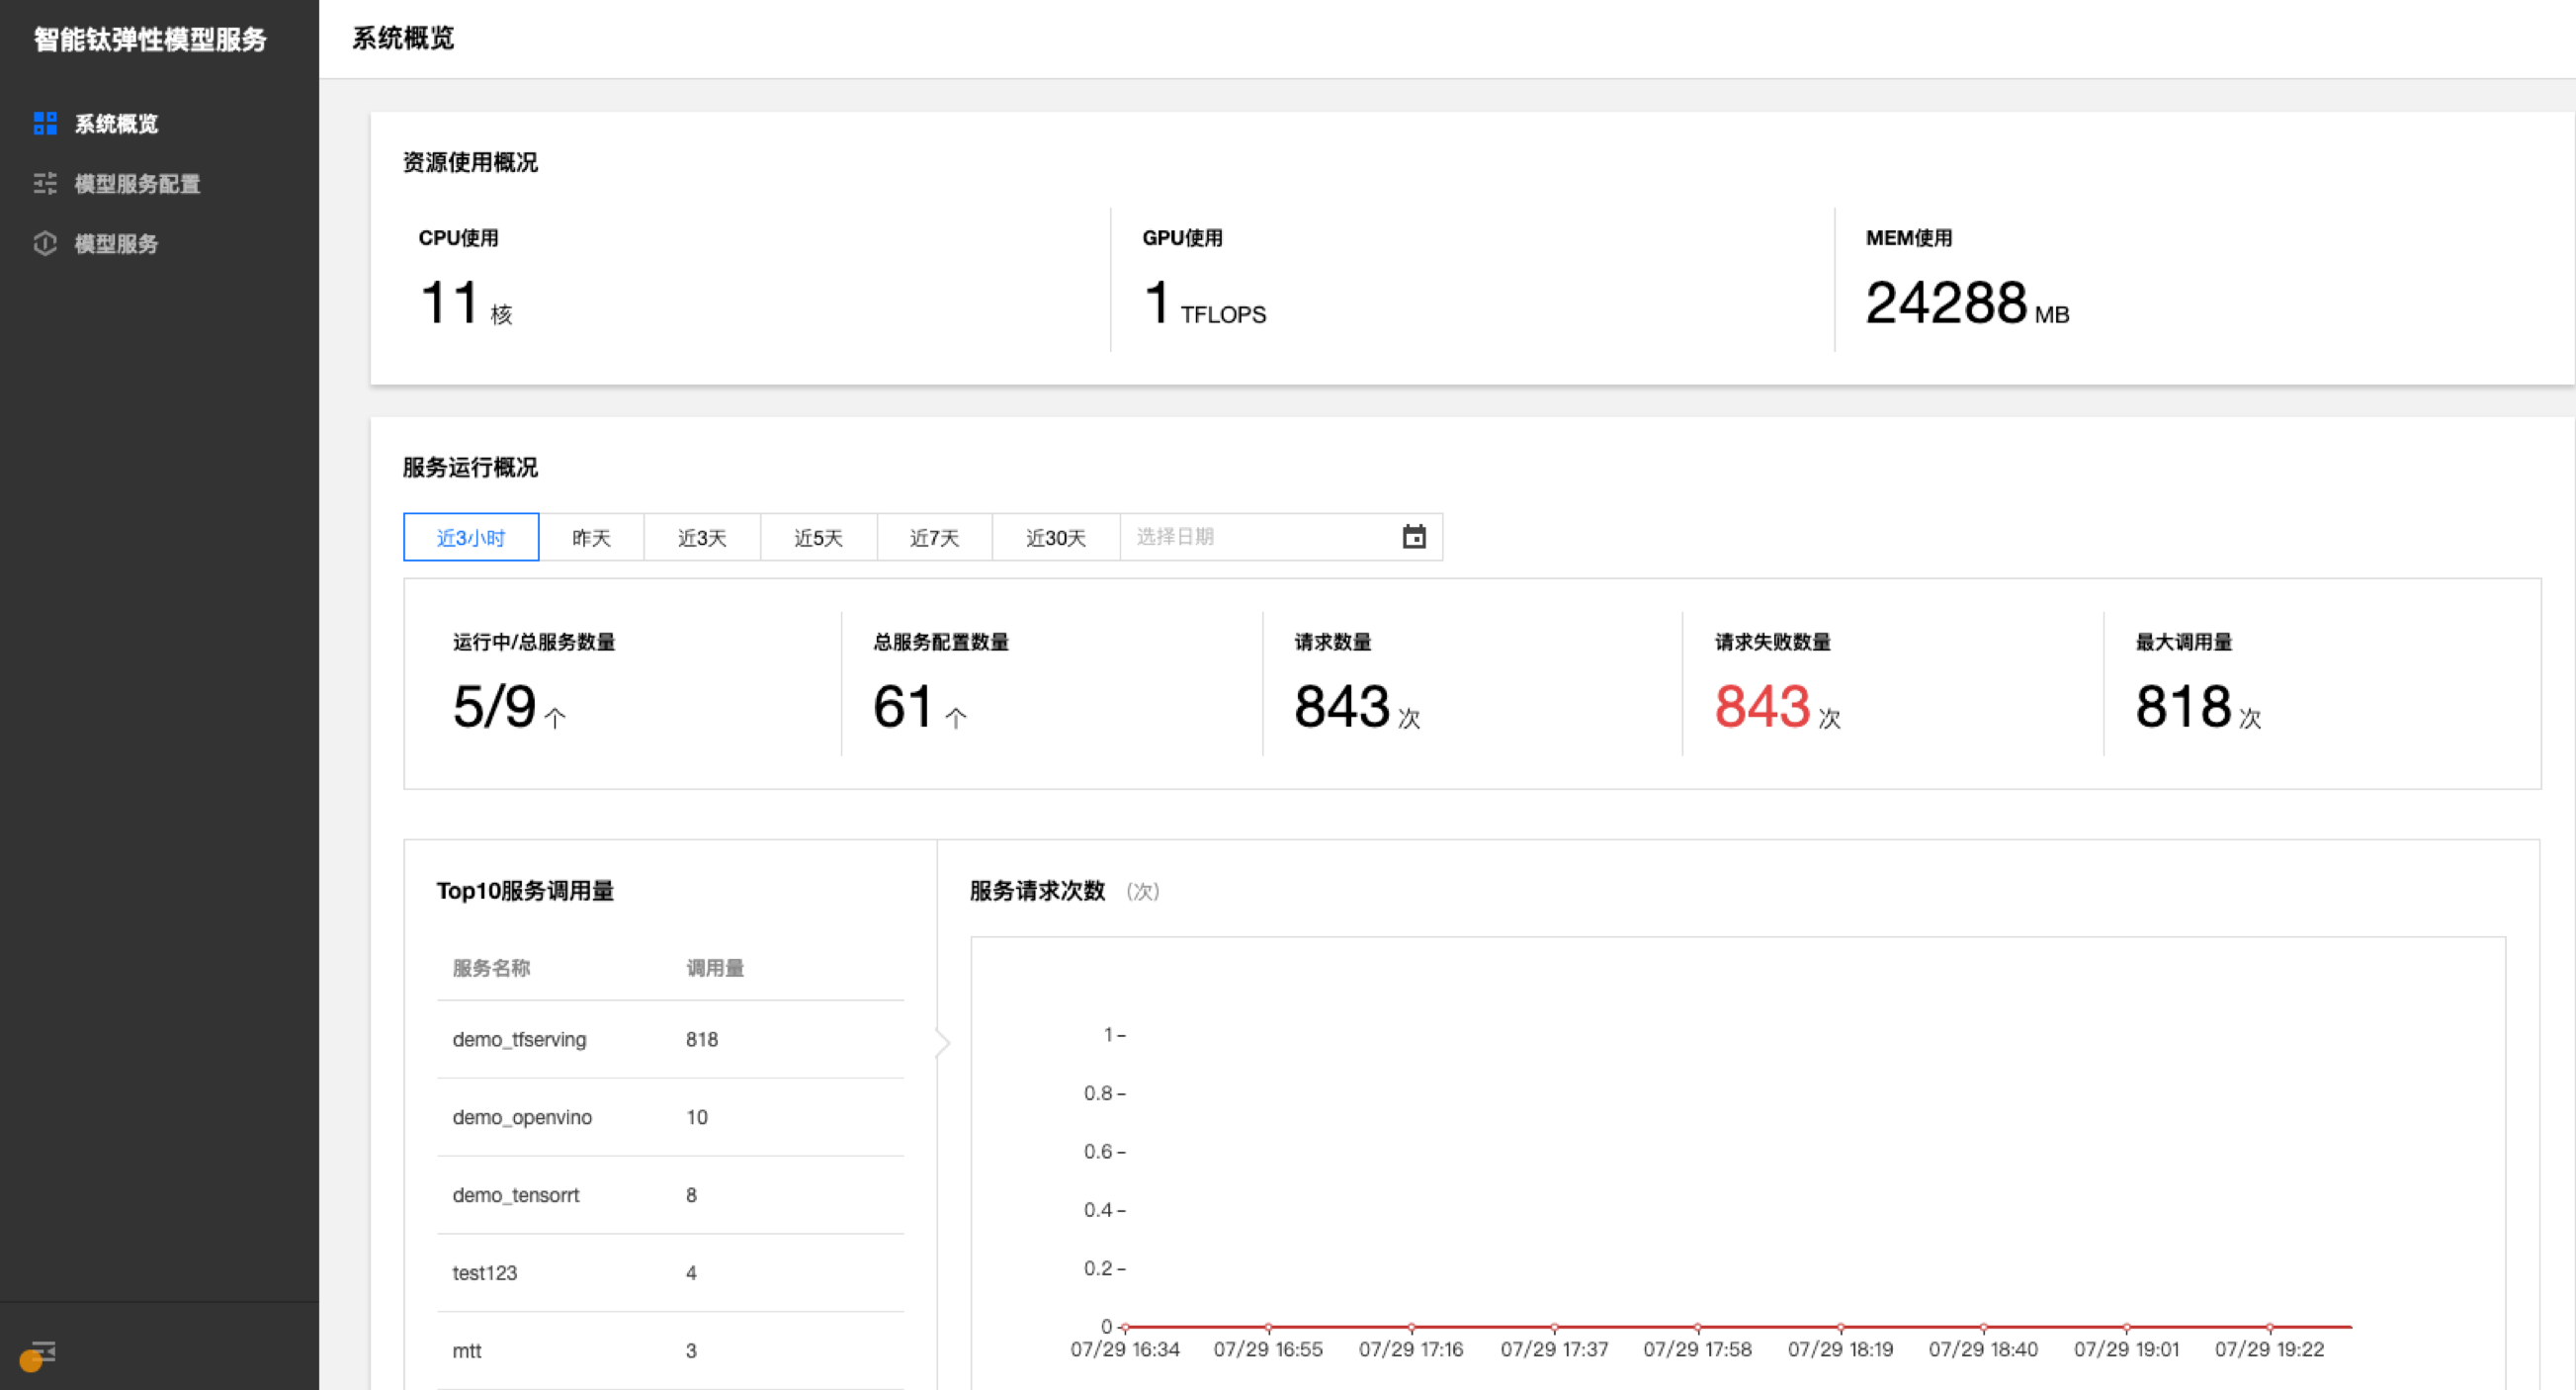 智能钛弹性模型服务
系统概览
模型服务配置
模型服务
系统概览
资源使用概况
CPU使用
GPU使用
MEM使用
11 核
1 TFLOPS
24288 MB
服务运行概况
近3小时 昨天 近3天 近5天 近7天 近30天 选择日期
运行中/总服务数量
总服务配置数量
请求数量
请求失败数量
最大调用量
5/9 个
61 个
843 次
843 次
818 次
Top10服务调用量
服务名称 调用量
demo_tfserving 818
demo_openvino 10
demo_tensorrt 8
test123 4
mtt 3
服务请求次数 (次)
1
0.8
0.6
0.4
0.2
0
07/29 16:34 07/29 16:55 07/29 17:16 07/29 17:37 07/29 17:58 07/29 18:19 07/29 18:40 07/29 19:01 07/29 19:22